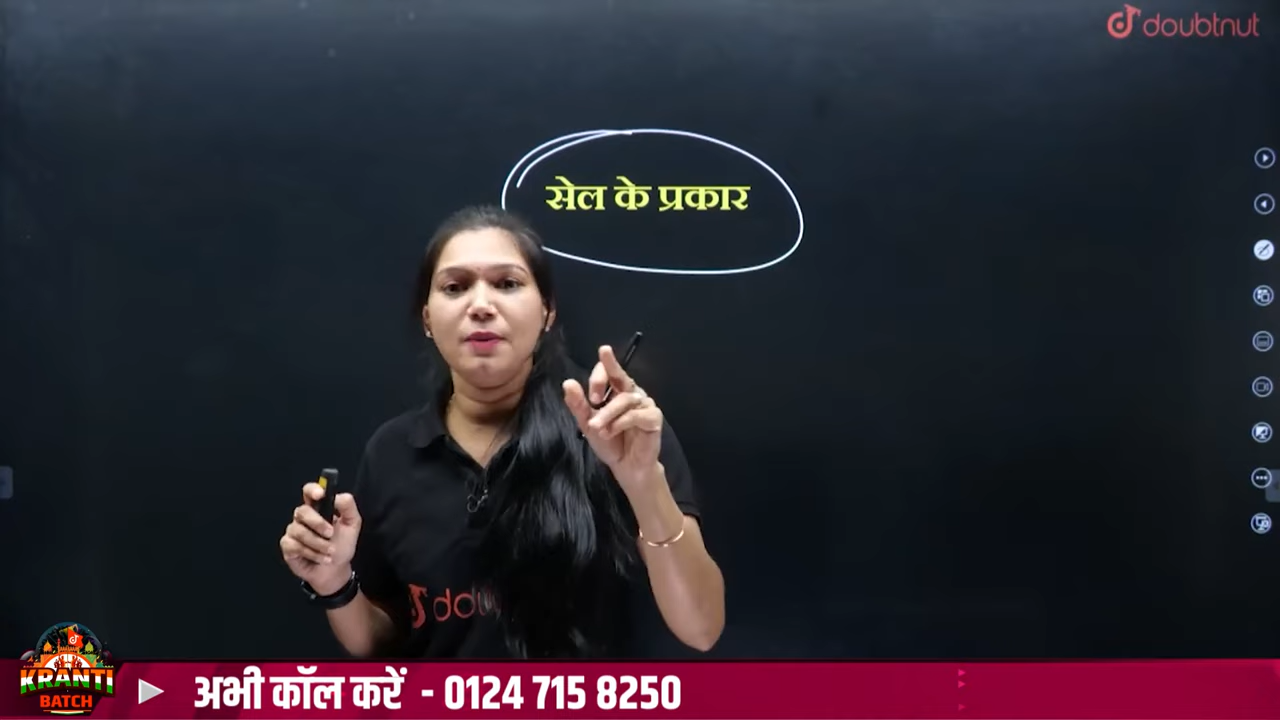 doubtnut
सेल के प्रकार
KRANTI
BATCH
अभी कॉल करें - 0124 715 8250